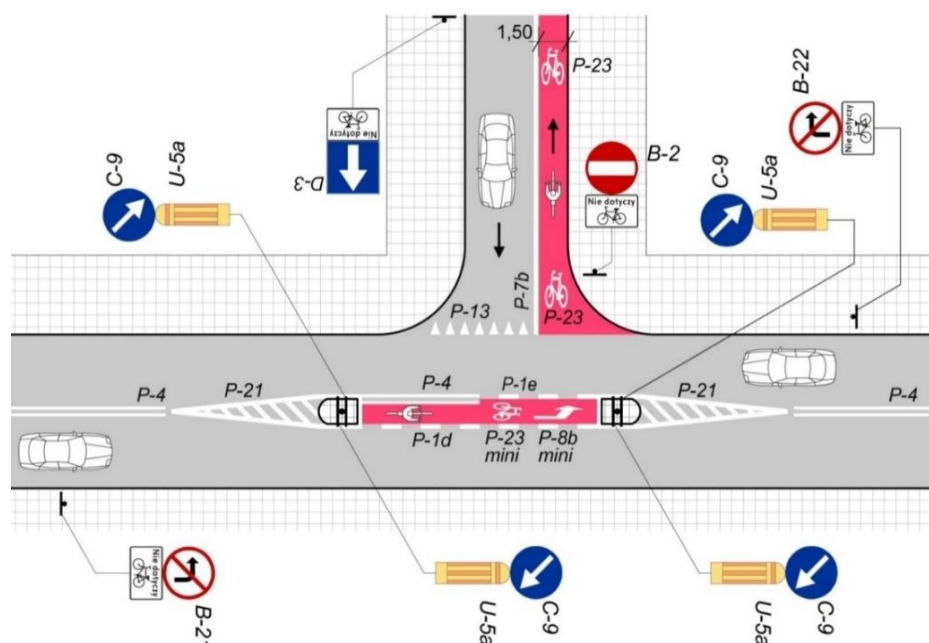 1,50
P-23
B-22
Nie dotyczy
Nie dotyczy
D-3
B-2
Nie dotyczy
C-9
U-5a
C-9
U-5a
P-7b
P-13
P-23
P-4
P-21
P-4
P-1e
P-21
P-4
P-1d
P-23
mini
P-8b
mini
Nie dotyczy
B-21
U-5a
C-9
U-5a
C-9